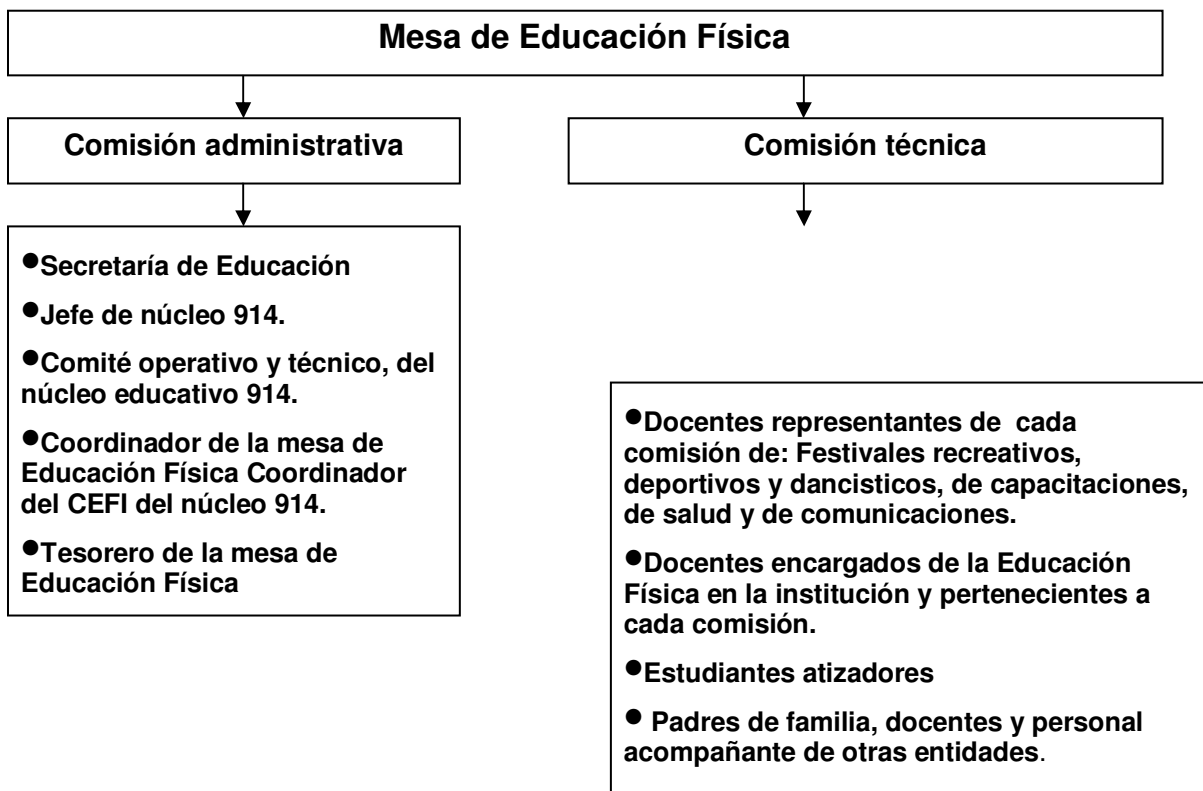 Mesa de Educación Física
Comisión administrativa
Comisión técnica
●Secretaría de Educación
●Jefe de núcleo 914.
●Comité operativo y técnico, del
núcleo educativo 914.
●Coordinador de la mesa de
Educación Física Coordinador
del CEFI del núcleo 914.
●Tesorero de la mesa de
Educación Física
●Docentes representantes de cada
comisión de: Festivales recreativos,
deportivos y dancisticos, de capacitaciones,
de salud y de comunicaciones.
●Docentes encargados de la Educación
Física en la institución y pertenecientes a
cada comisión.
●Estudiantes atizadores
● Padres de familia, docentes y personal
acompañante de otras entidades.